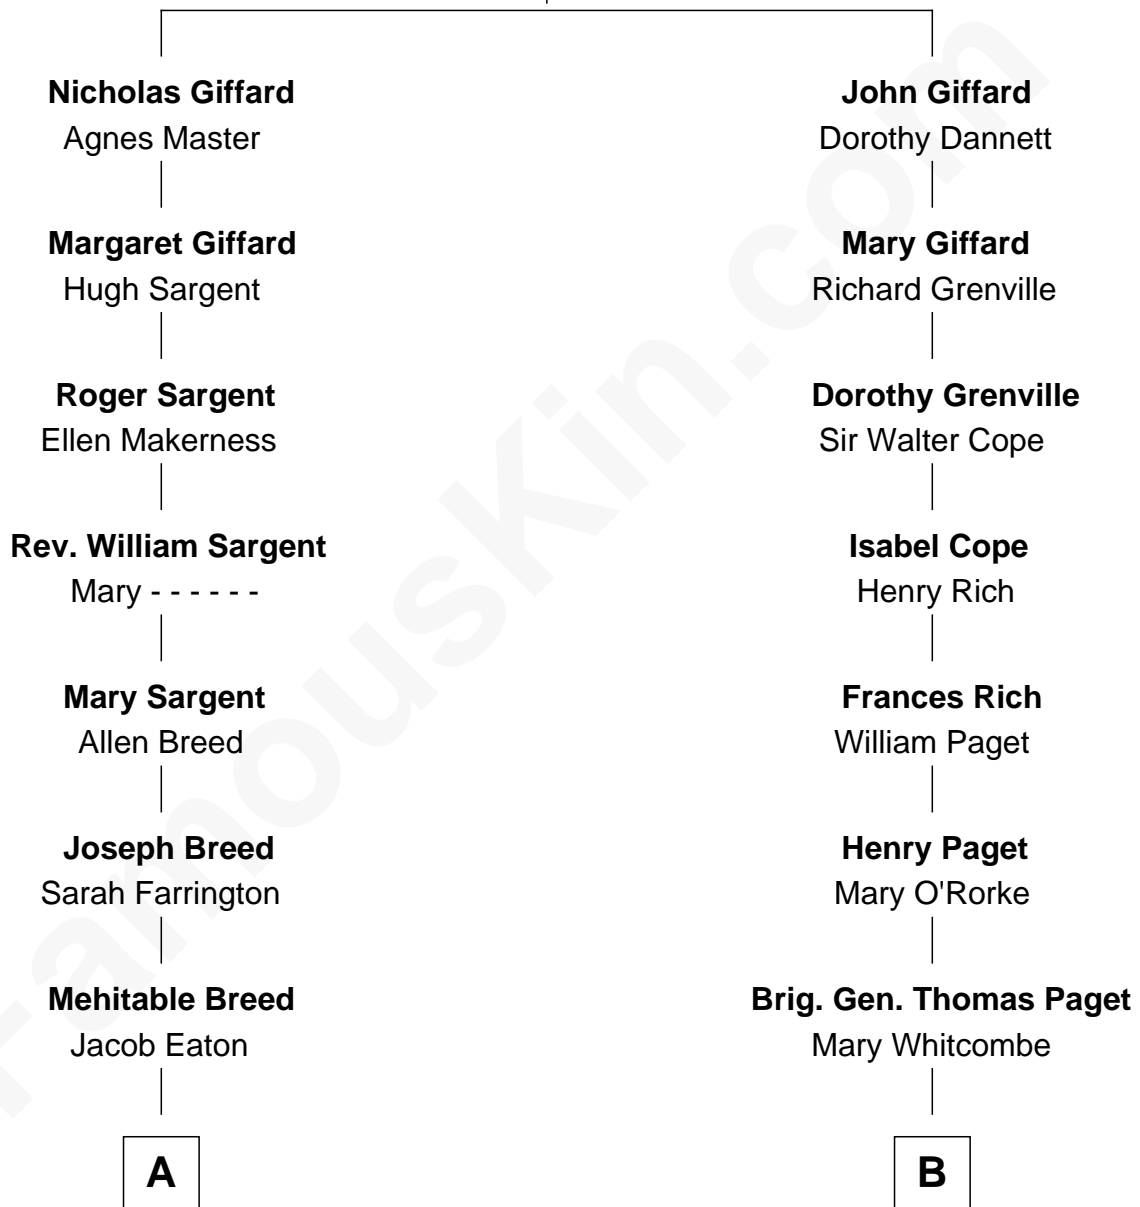 Nicholas Giffard
Agnes Master
Margaret Giffard
Hugh Sargent
Roger Sargent
Ellen Makerness
Rev. William Sargent
Mary - - - - - -
Mary Sargent
Allen Breed
Joseph Breed
Sarah Farrington
Mehitable Breed
Jacob Eaton
A
John Giffard
Dorothy Dannett
Mary Giffard
Richard Grenville
Dorothy Grenville
Sir Walter Cope
Isabel Cope
Henry Rich
Frances Rich
William Paget
Henry Paget
Mary O'Rorke
Brig. Gen. Thomas Paget
Mary Whitcombe
B
FamousKin.com